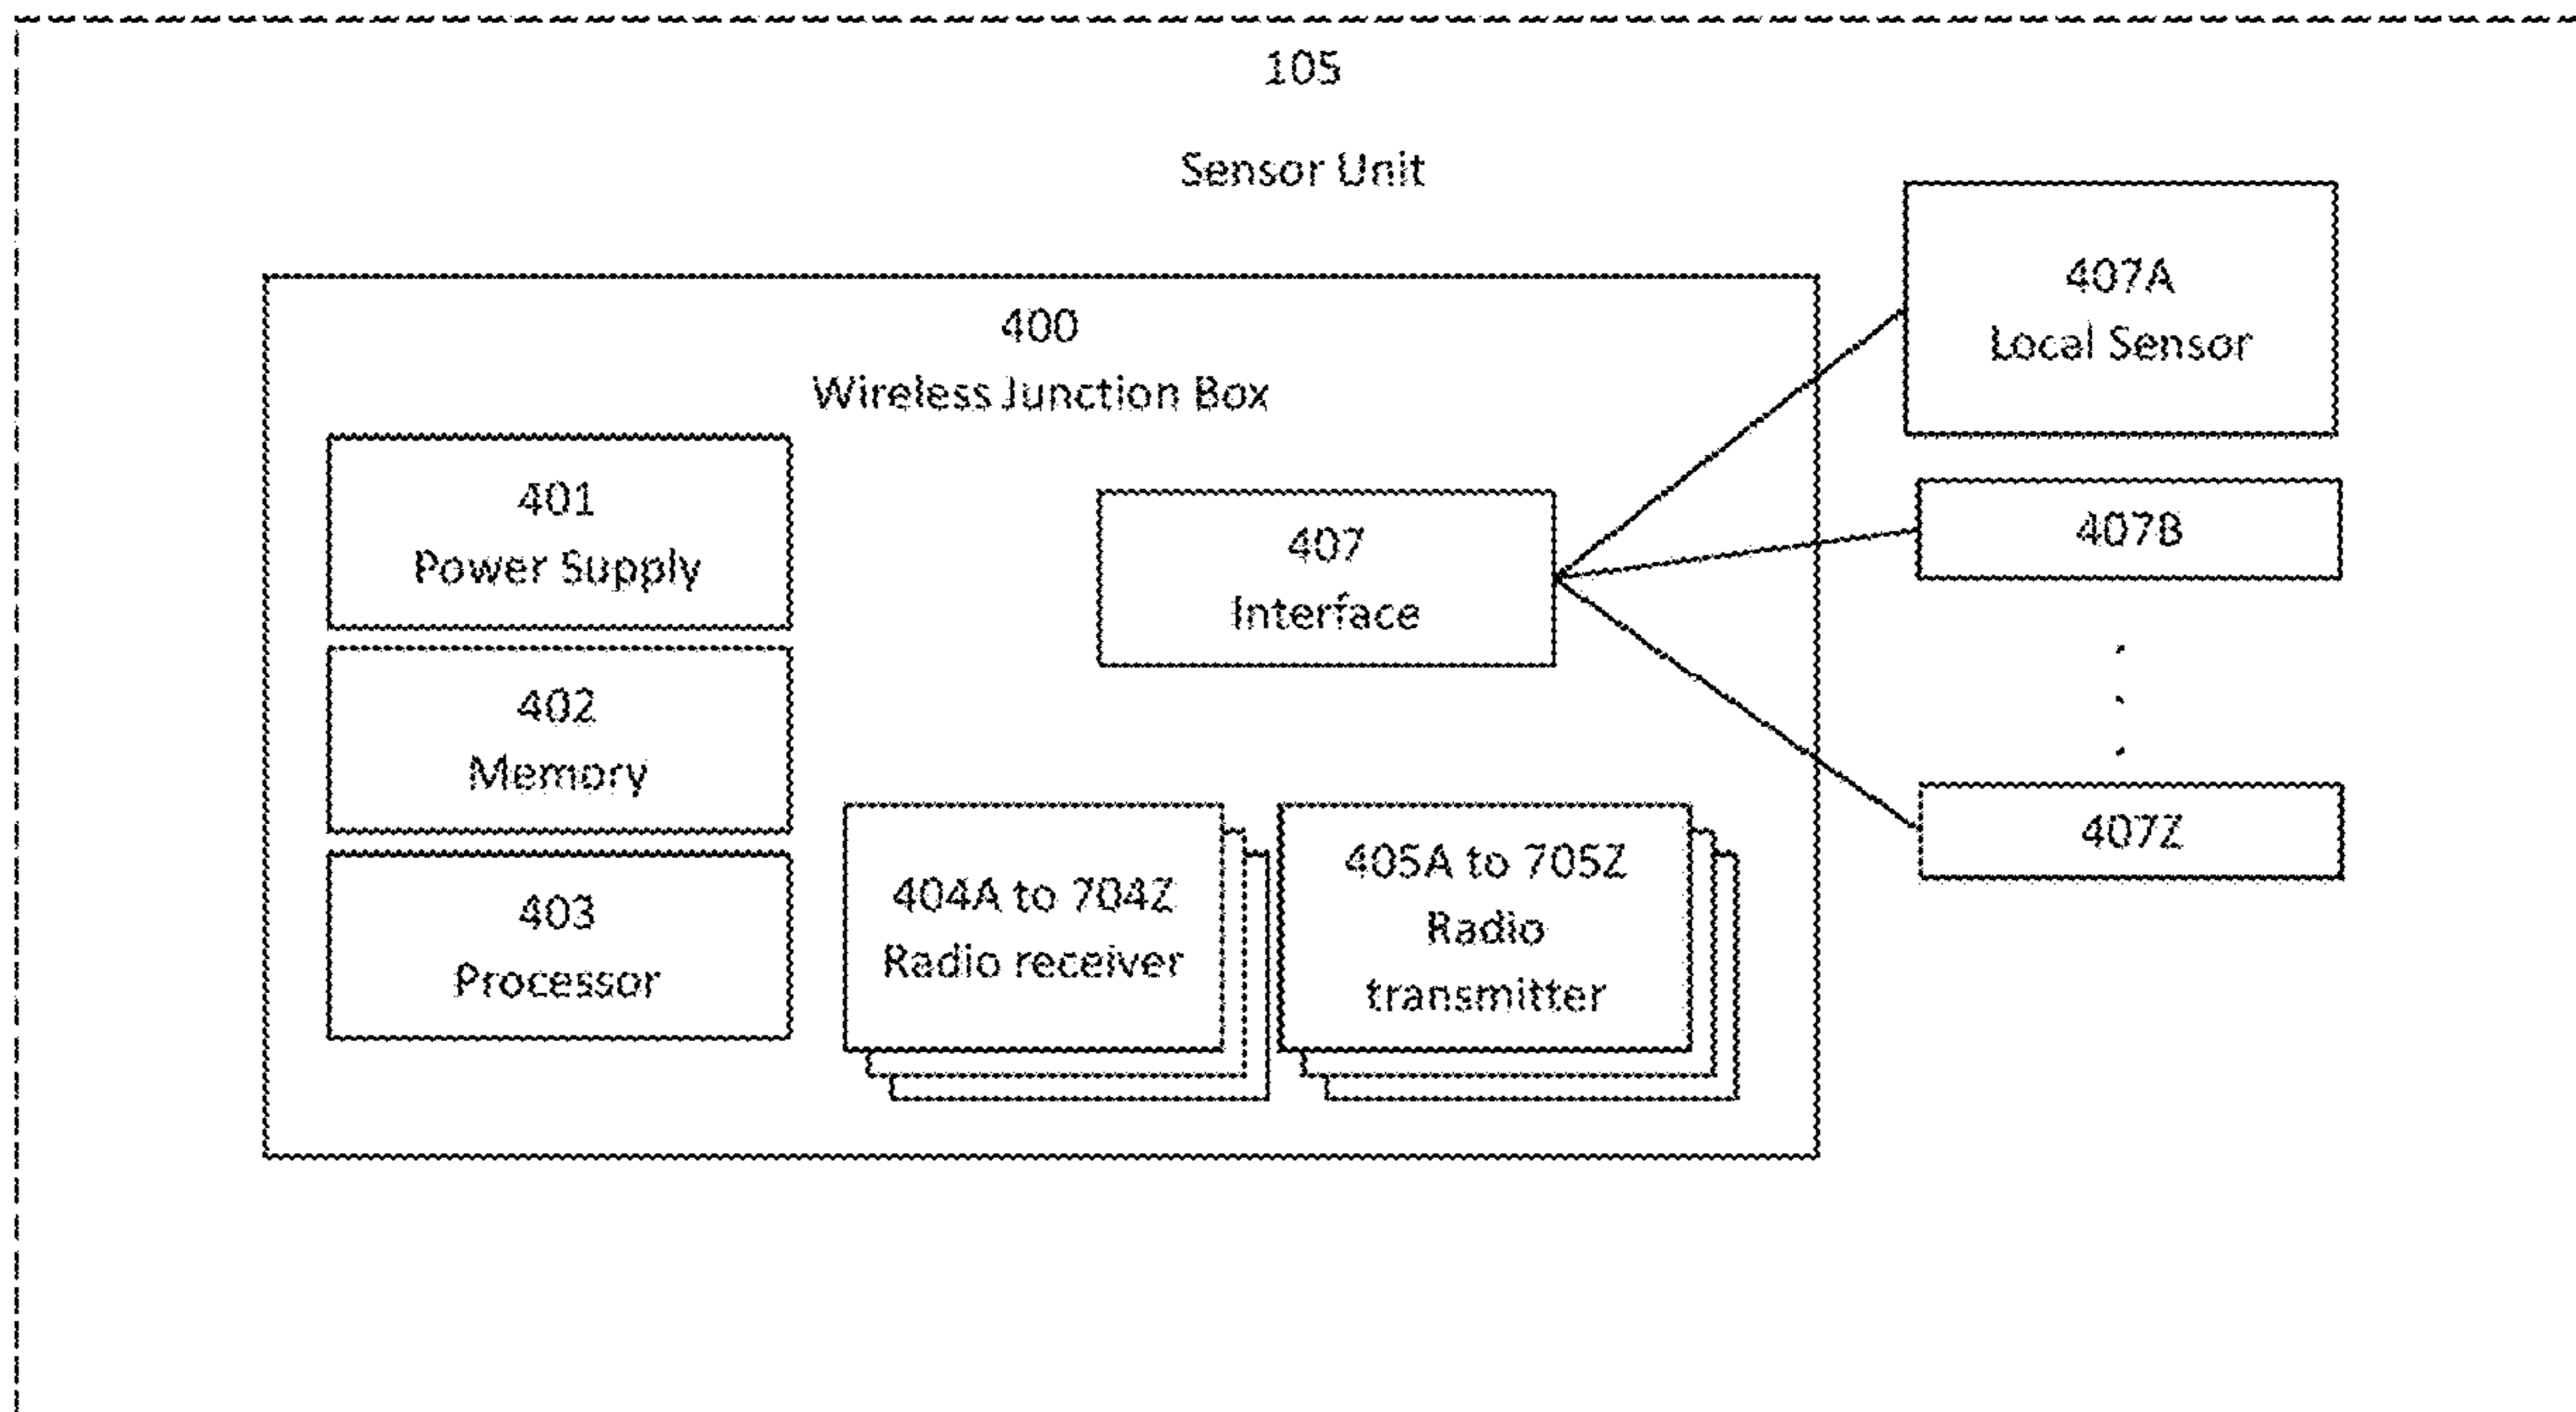 105
Sensor Unit
400
Wireless Junction Box
401
Power Supply
402
Memory
403
Processor
407
Interface
404A to 704Z
Radio receiver
405A to 705Z
Radio
transmitter
407A
Local Sensor
407B
.
.
.
407Z